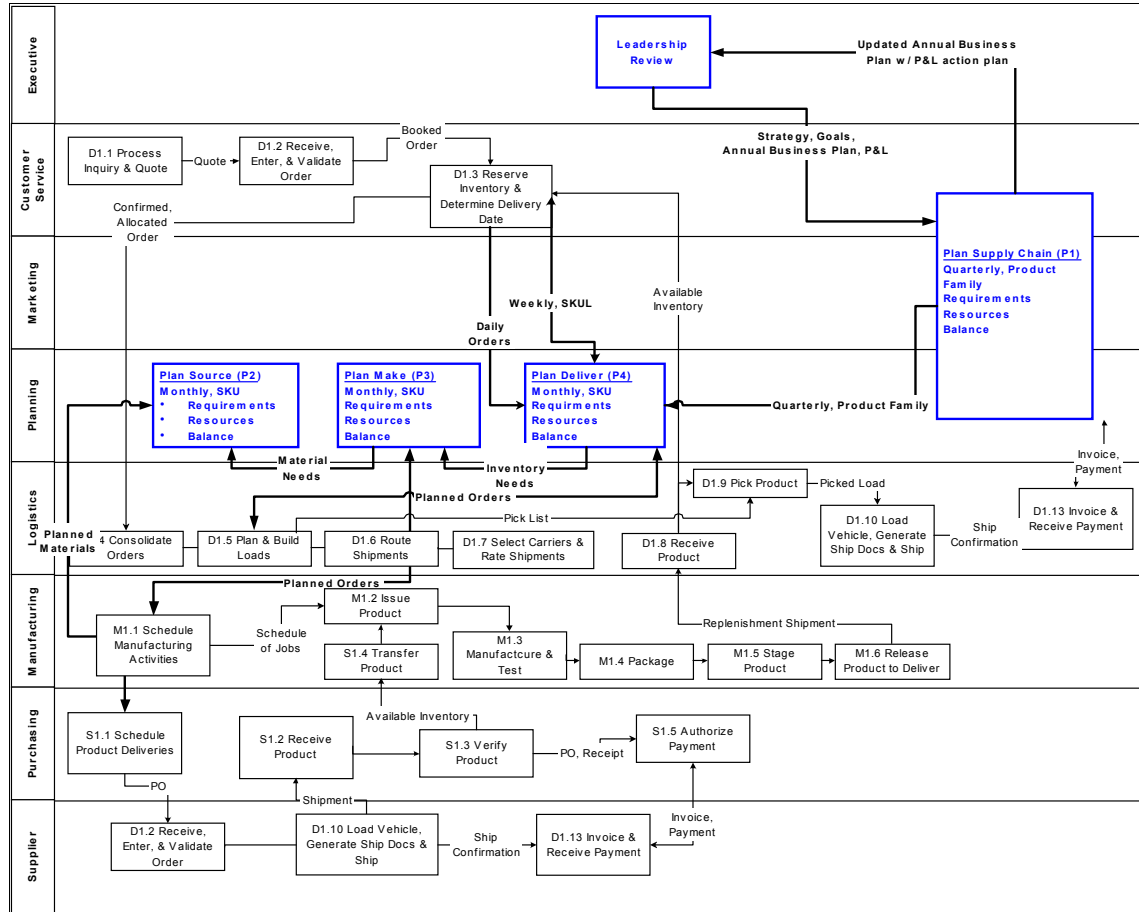 Executive
Leadership
Review
Updated Annual Business
Plan w/ P&L action plan
Strategy, Goals,
Annual Business Plan, P&L
Customer
Service
D1.1 Process
Inquiry & Quote
Quote
D1.2 Receive,
Enter, & Validate
Order
Booked
Order
D1.3 Reserve
Inventory &
Determine Delivery
Date
Confirmed,
Allocated
Order
Marketing
Weekly, SKUL
Daily
Orders
Available
Inventory
Plan Supply Chain (P1)
Quarterly, Product
Family
Requirements
Resources
Balance
Planning
Plan Source (P2)
Monthly, SKU
• Requirements
• Resources
• Balance
Plan Make (P3)
Monthly, SKU
Requirements
Resources
Balance
Plan Deliver (P4)
Monthly, SKU
Requirments
Resources
Balance
Quarterly, Product Family
Material
Needs
Inventory
Needs
Invoice,
Payment
Logistics
Planned Orders
D1.9 Pick Product
Picked Load
Pick List
Planned
Materials
4 Consolidate
Orders
D1.5 Plan & Build
Loads
D1.6 Route
Shipments
D1.7 Select Carriers &
Rate Shipments
D1.8 Receive
Product
D1.10 Load
Vehicle, Generate
Ship Docs & Ship
Ship
Confirmation
D1.13 Invoice &
Receive Payment
Manufacturing
Planned Orders
M1.1 Schedule
Manufacturing
Activities
Schedule
of Jobs
M1.2 Issue
Product
S1.4 Transfer
Product
M1.3
Manufactcure &
Test
M1.4 Package
M1.5 Stage
Product
M1.6 Release
Product to Deliver
Replenishment Shipment
Purchasing
S1.1 Schedule
Product Deliveries
PO
S1.2 Receive
Product
Available Inventory
S1.3 Verify
Product
PO, Receipt
S1.5 Authorize
Payment
Supplier
Shipment
D1.2 Receive,
Enter, & Validate
Order
D1.10 Load Vehicle,
Generate Ship Docs &
Ship
Ship
Confirmation
D1.13 Invoice &
Receive Payment
Invoice,
Payment